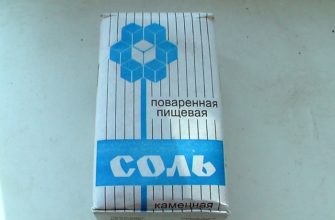 поваренная
пищевая
СОЛЬ
каменная